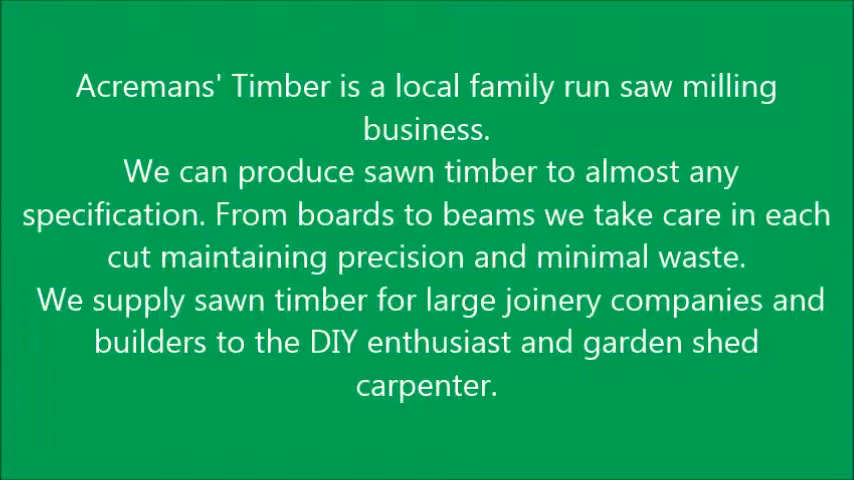 Acremans' Timber is a local family run saw milling
business.
We can produce sawn timber to almost any
specification. From boards to beams we take care in each
cut maintaining precision and minimal waste.
We supply sawn timber for large joinery companies and
builders to the DIY enthusiast and garden shed
carpenter.